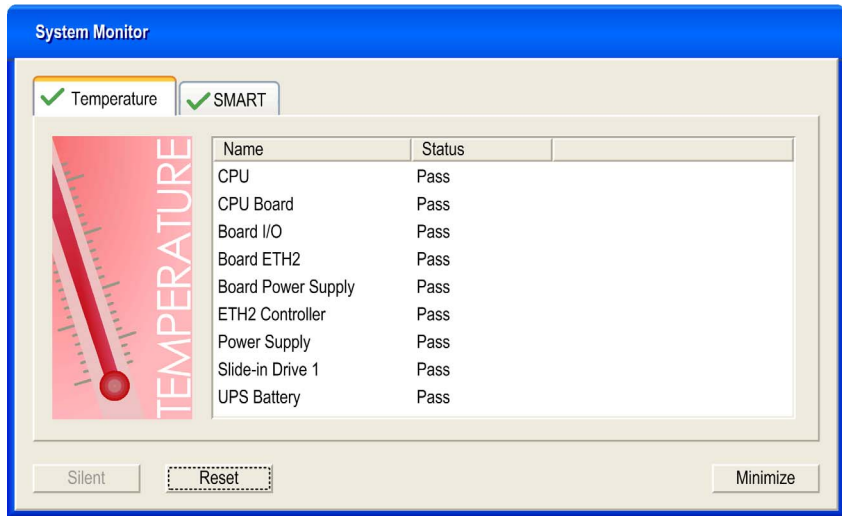 System Monitor
Temperature SMART
TEMPERATURE
Name Status
CPU Pass
CPU Board Pass
Board I/O Pass
Board ETH2 Pass
Board Power Supply Pass
ETH2 Controller Pass
Power Supply Pass
Slide-in Drive 1 Pass
UPS Battery Pass
Silent Reset Minimize